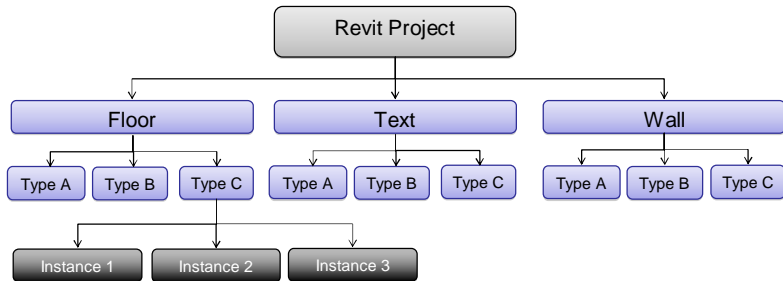 Revit Project
Floor
Text
Wall
Type A
Type B
Type C
Type A
Type B
Type C
Type A
Type B
Type C
Instance 1
Instance 2
Instance 3